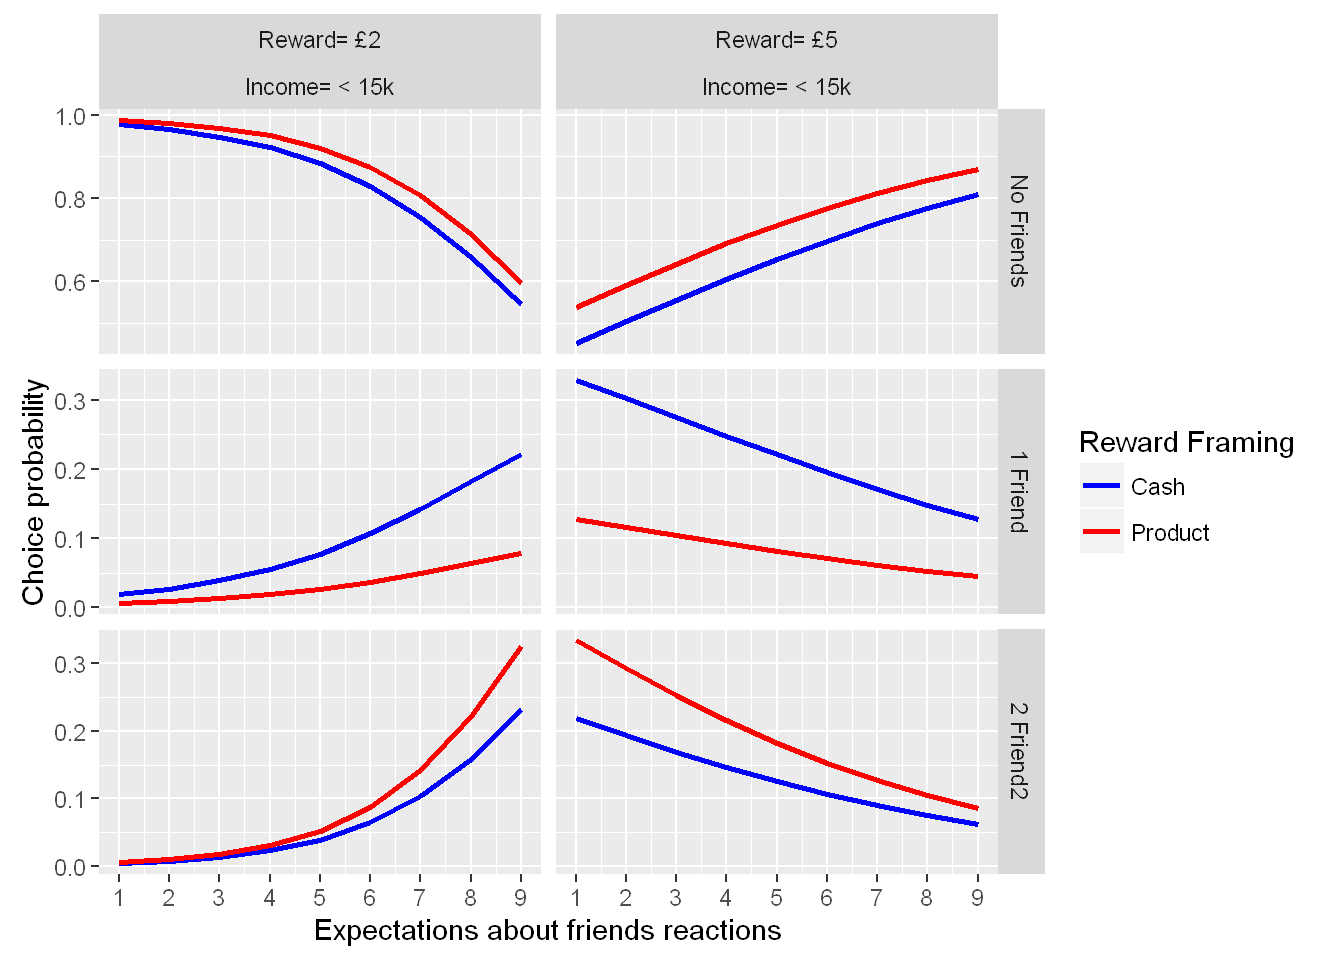 Reward= £2
Reward= £5
Income= < 15k
Income= < 15k
1.0
0.8
0.6
No Friends
0.3
0.2
0.1
0.0
1 Friend
0.3
0.2
0.1
0.0
2 Friend2
Choice probability
1 2 3 4 5 6 7 8 9
1 2 3 4 5 6 7 8 9
Expectations about friends reactions
Reward Framing
Cash
Product